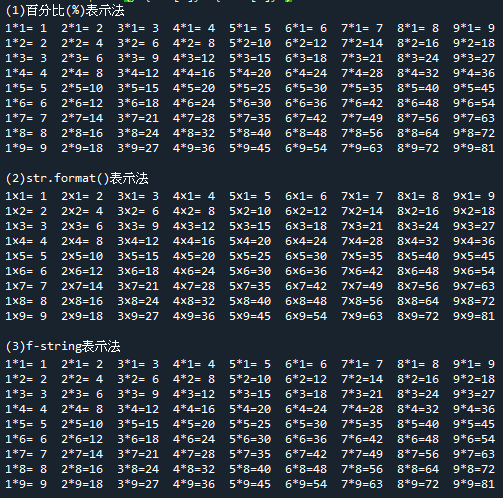 (1)百分比(%)表示法
1*1= 1  2*1= 2  3*1= 3  4*1= 4  5*1= 5  6*1= 6  7*1= 7  8*1= 8  9*1= 9
1*2= 2  2*2= 4  3*2= 6  4*2= 8  5*2=10  6*2=12  7*2=14  8*2=16  9*2=18
1*3= 3  2*3= 6  3*3= 9  4*3=12  5*3=15  6*3=18  7*3=21  8*3=24  9*3=27
1*4= 4  2*4= 8  3*4=12  4*4=16  5*4=20  6*4=24  7*4=28  8*4=32  9*4=36
1*5= 5  2*5=10  3*5=15  4*5=20  5*5=25  6*5=30  7*5=35  8*5=40  9*5=45
1*6= 6  2*6=12  3*6=18  4*6=24  5*6=30  6*6=36  7*6=42  8*6=48  9*6=54
1*7= 7  2*7=14  3*7=21  4*7=28  5*7=35  6*7=42  7*7=49  8*7=56  9*7=63
1*8= 8  2*8=16  3*8=24  4*8=32  5*8=40  6*8=48  7*8=56  8*8=64  9*8=72
1*9= 9  2*9=18  3*9=27  4*9=36  5*9=45  6*9=54  7*9=63  8*9=72  9*9=81
(2)str.format()表示法
1x1= 1  2x1= 2  3x1= 3  4x1= 4  5x1= 5  6x1= 6  7x1= 7  8x1= 8  9x1= 9
1x2= 2  2x2= 4  3x2= 6  4x2= 8  5x2=10  6x2=12  7x2=14  8x2=16  9x2=18
1x3= 3  2x3= 6  3x3= 9  4x3=12  5x3=15  6x3=18  7x3=21  8x3=24  9x3=27
1x4= 4  2x4= 8  3x4=12  4x4=16  5x4=20  6x4=24  7x4=28  8x4=32  9x4=36
1x5= 5  2x5=10  3x5=15  4x5=20  5x5=25  6x5=30  7x5=35  8x5=40  9x5=45
1x6= 6  2x6=12  3x6=18  4x6=24  5x6=30  6x6=36  7x6=42  8x6=48  9x6=54
1x7= 7  2x7=14  3x7=21  4x7=28  5x7=35  6x7=42  7x7=49  8x7=56  9x7=63
1x8= 8  2x8=16  3x8=24  4x8=32  5x8=40  6x8=48  7x8=56  8x8=64  9x8=72
1x9= 9  2x9=18  3x9=27  4x9=36  5x9=45  6x9=54  7x9=63  8x9=72  9x9=81
(3)f-string表示法
1*1= 1  2*1= 2  3*1= 3  4*1= 4  5*1= 5  6*1= 6  7*1= 7  8*1= 8  9*1= 9
1*2= 2  2*2= 4  3*2= 6  4*2= 8  5*2=10  6*2=12  7*2=14  8*2=16  9*2=18
1*3= 3  2*3= 6  3*3= 9  4*3=12  5*3=15  6*3=18  7*3=21  8*3=24  9*3=27
1*4= 4  2*4= 8  3*4=12  4*4=16  5*4=20  6*4=24  7*4=28  8*4=32  9*4=36
1*5= 5  2*5=10  3*5=15  4*5=20  5*5=25  6*5=30  7*5=35  8*5=40  9*5=45
1*6= 6  2*6=12  3*6=18  4*6=24  5*6=30  6*6=36  7*6=42  8*6=48  9*6=54
1*7= 7  2*7=14  3*7=21  4*7=28  5*7=35  6*7=42  7*7=49  8*7=56  9*7=63
1*8= 8  2*8=16  3*8=24  4*8=32  5*8=40  6*8=48  7*8=56  8*8=64  9*8=72
1*9= 9  2*9=18  3*9=27  4*9=36  5*9=45  6*9=54  7*9=63  8*9=72  9*9=81